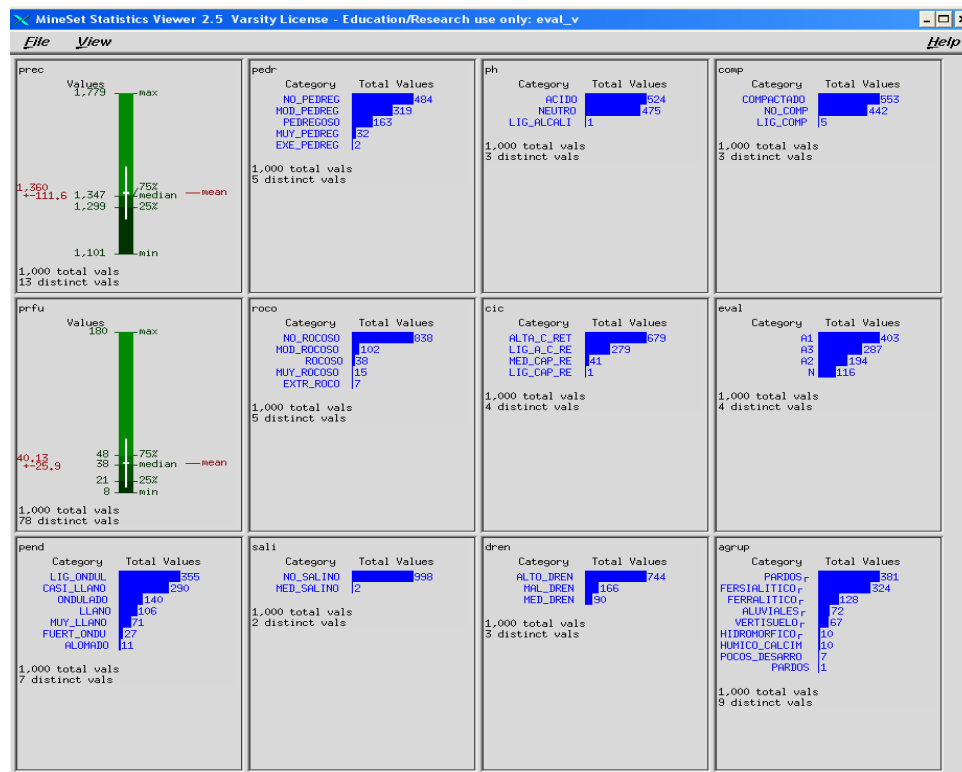 MineSet Statistics Viewer 2.5 Varsity License - Education/Research use only: eval_v
File View Help
prec
Values
1,779 max
75%
1,360 +-111.6
1,347 median mean
1,299 25%
1,101 min
1,000 total vals
13 distinct vals
pedr
Category Total Values
NO_PEDREG 484
MOD_PEDREG 319
PEDREGOSO 163
MUY_PEDREG 32
EXE_PEDREG 2
1,000 total vals
5 distinct vals
ph
Category Total Values
ACIDO 524
NEUTRO 475
LIG_ALCALI 1
1,000 total vals
3 distinct vals
comp
Category Total Values
COMPACTADO 553
NO_COMP 442
LIG_COMP 5
1,000 total vals
3 distinct vals
prfu
Values
180 max
48 75%
40.13 +-25.9
38 median mean
21 25%
8 min
1,000 total vals
78 distinct vals
roco
Category Total Values
NO_ROCOSO 838
MOD_ROCOSO 102
ROCOSO 38
MUY_ROCOSO 15
EXTR_ROCO 7
1,000 total vals
5 distinct vals
cic
Category Total Values
ALTA_C_RET 679
LIG_A_C_RE 279
MED_CAP_RE 41
LIG_CAP_RE 1
1,000 total vals
4 distinct vals
eval
Category Total Values
A1 403
A3 287
A2 194
N 116
1,000 total vals
4 distinct vals
pend
Category Total Values
LIG_ONDUL 355
CASI_LLANO 290
ONDULADO 140
LLANO 106
MUY_LLANO 71
FUERT_ONDU 27
ALOMADO 11
1,000 total vals
7 distinct vals
sali
Category Total Values
NO_SALINO 998
MED_SALINO 2
1,000 total vals
2 distinct vals
dren
Category Total Values
ALTO_DREN 744
MAL_DREN 166
MED_DREN 90
1,000 total vals
3 distinct vals
agrup
Category Total Values
PARDOS┌ 381
FERSIALITICO┌ 324
FERRALITICO┌ 128
ALUVIALES┌ 72
VERTISUELO┌ 67
HIDROMORFICO┌ 10
HUMICO_CALCIM 10
POCOS_DESARRO 7
PARDOS 1
1,000 total vals
9 distinct vals